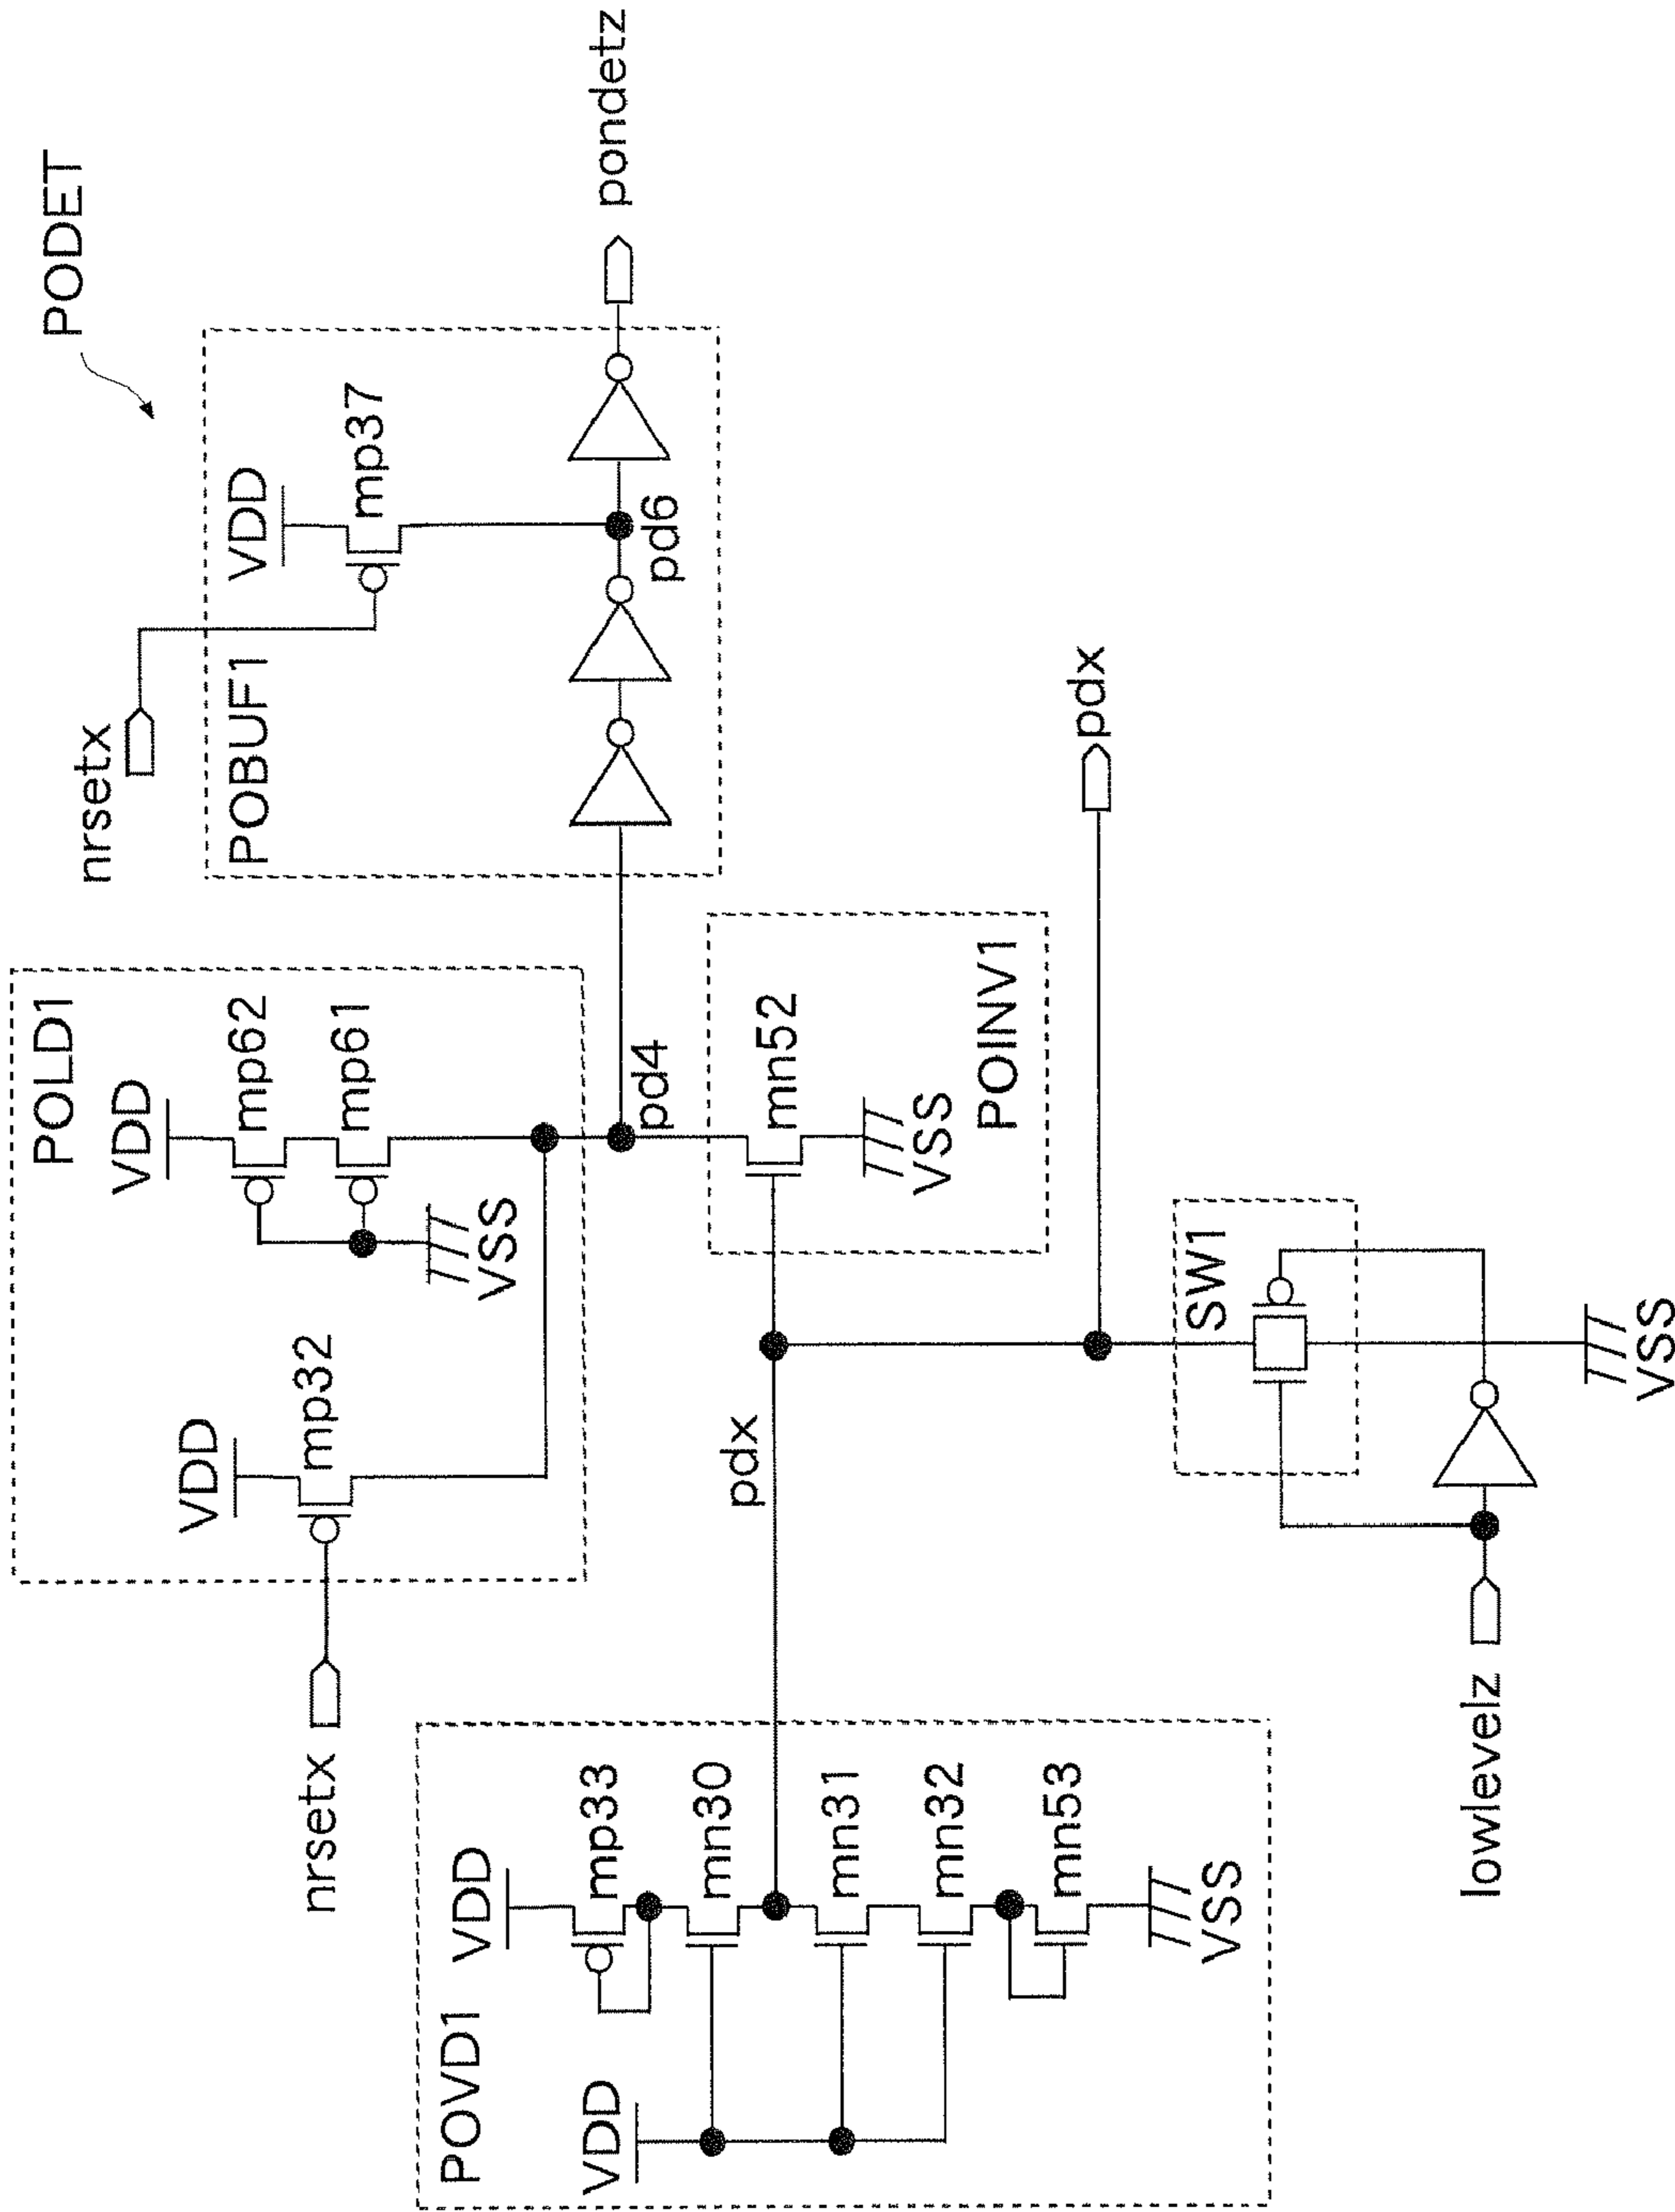 PODET
nrsetx
POBUF1
VDD
mp37
pd6
pondetz
POLD1
VDD
mp62
mp61
VSS
VDD
mp32
nrsetx
pd4
mn52
VSS
POINV1
pdx
pdx
SW1
VSS
lowlevelz
POVD1
VDD
mp33
mn30
mn31
mn32
mn53
VSS
VDD